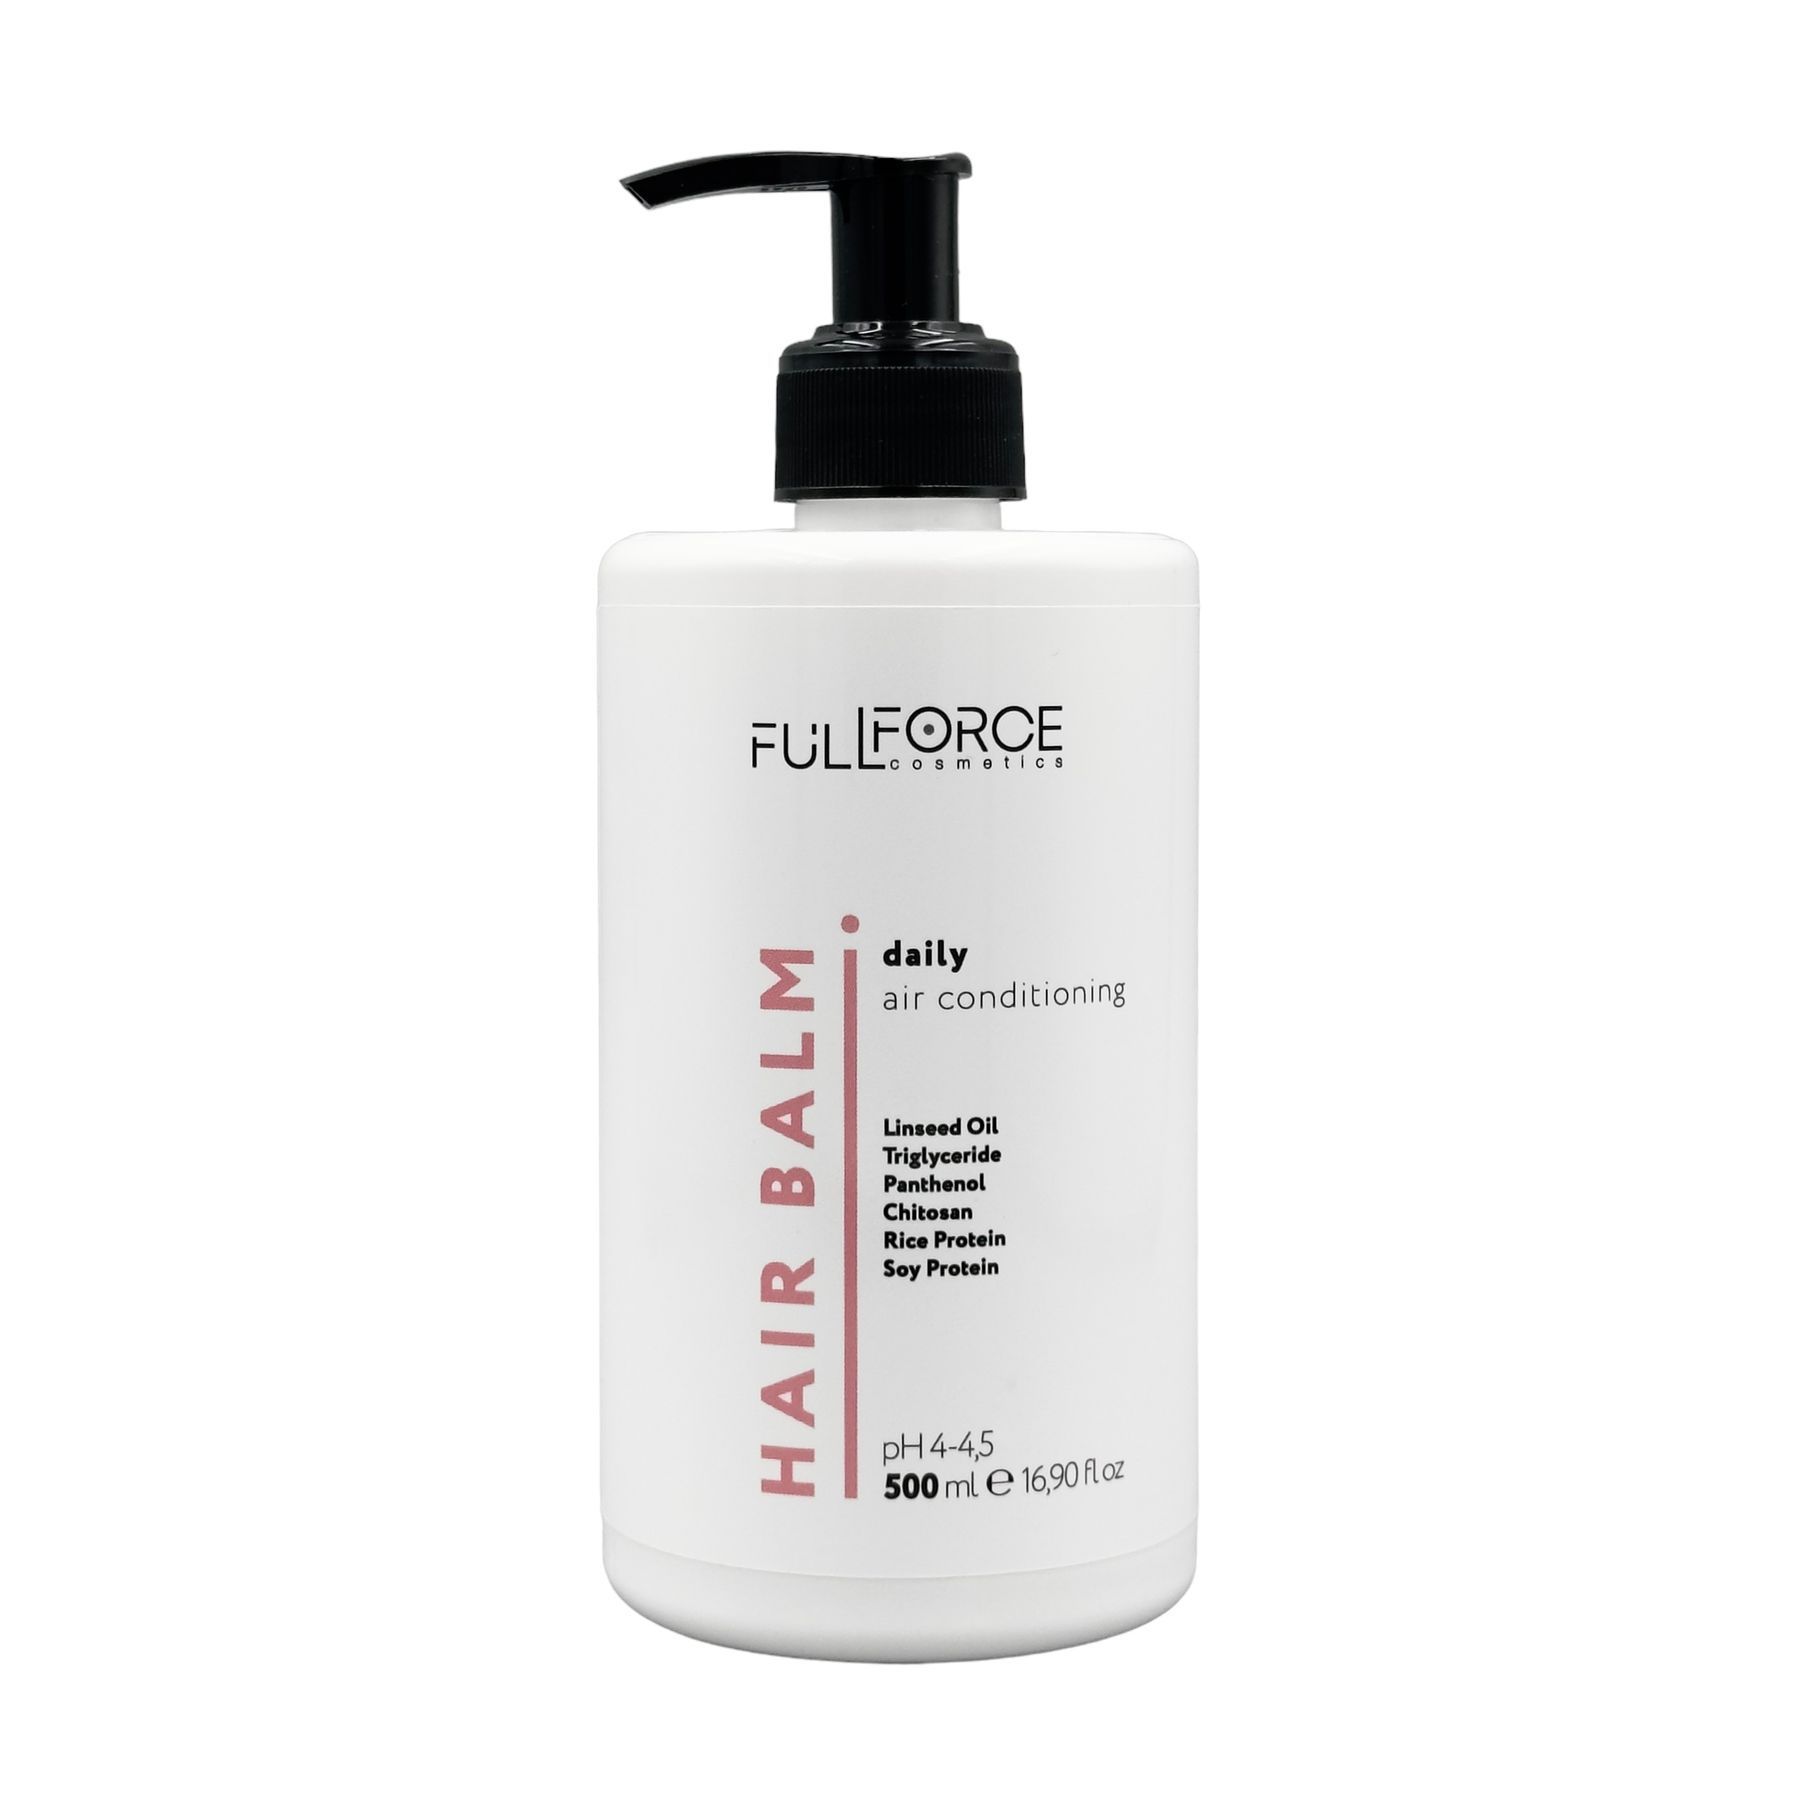 FULLFORCE
cosmetics
HAIR BALM
daily
air conditioning
Linseed Oil
Triglyceride
Panthenol
Chitosan
Rice Protein
Soy Protein
pH 4-4,5
500 ml ℮ 16,90 fl oz